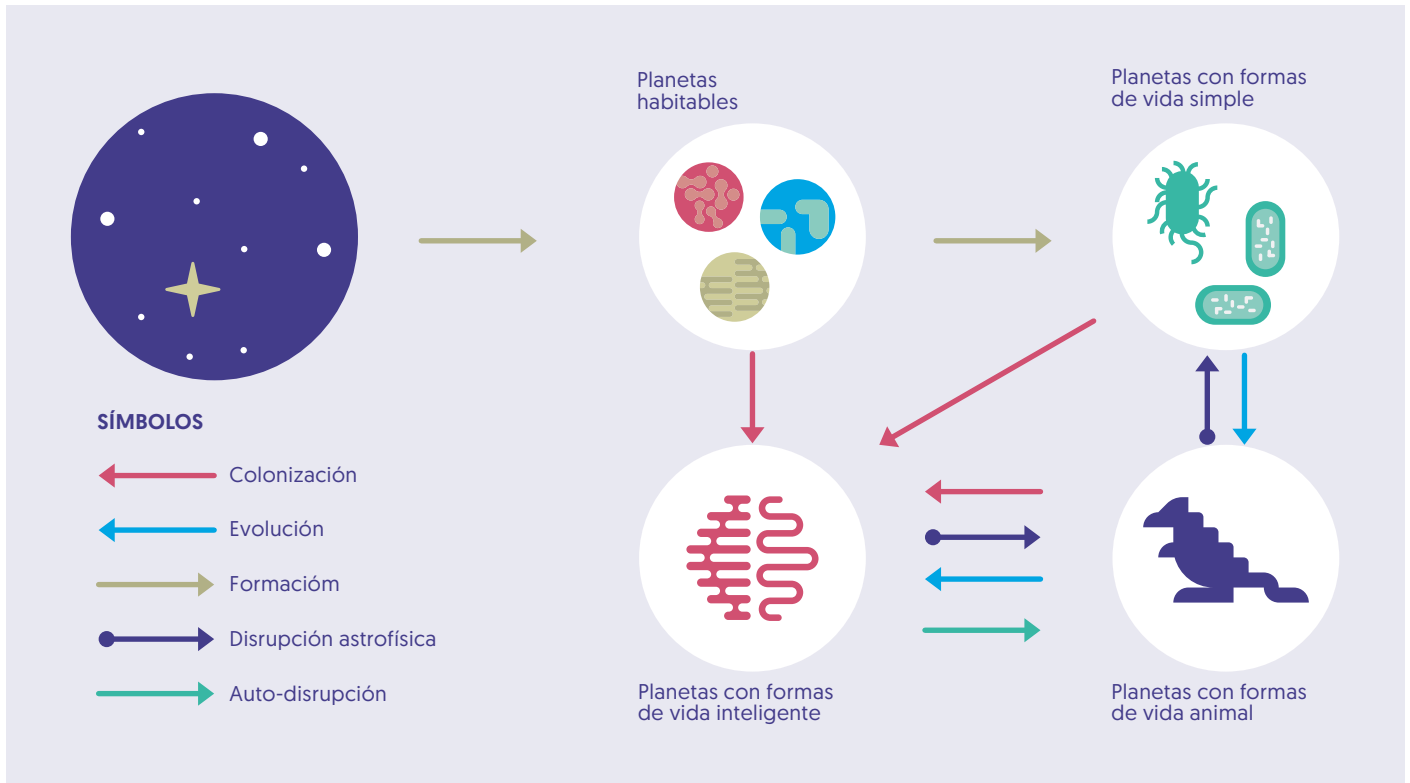 Planetas
habitables
Planetas con formas
de vida simple
SÍMBOLOS
Colonización
Evolución
Formacióm
Disrupción astrofísica
Auto-disrupción
Planetas con formas
de vida inteligente
Planetas con formas
de vida animal